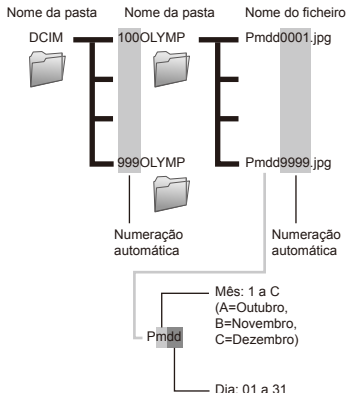 Nome da pasta Nome da pasta Nome do ficheiro
DCIM 100OLYMP Pmdd0001.jpg
999OLYMP Pmdd9999.jpg
Numeração
automática
Numeração
automática
Mês: 1 a C
(A=Outubro,
B=Novembro,
C=Dezembro)
Pmdd
Dia: 01 a 31